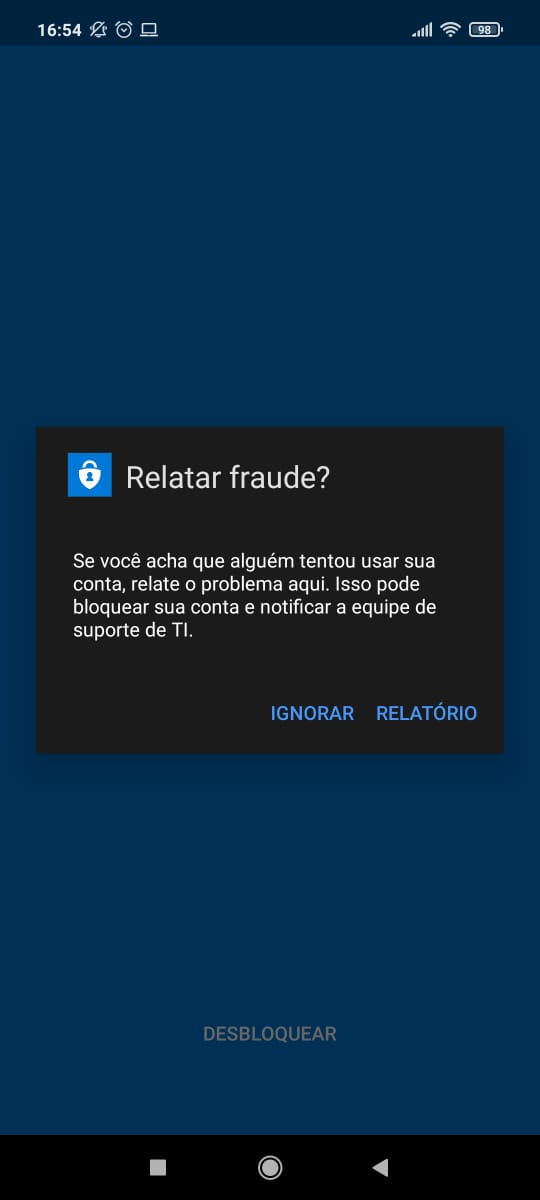 16:54
98
Relatar fraude?
Se você acha que alguém tentou usar sua
conta, relate o problema aqui. Isso pode
bloquear sua conta e notificar a equipe de
suporte de TI.
IGNORAR RELATÓRIO
DESBLOQUEAR